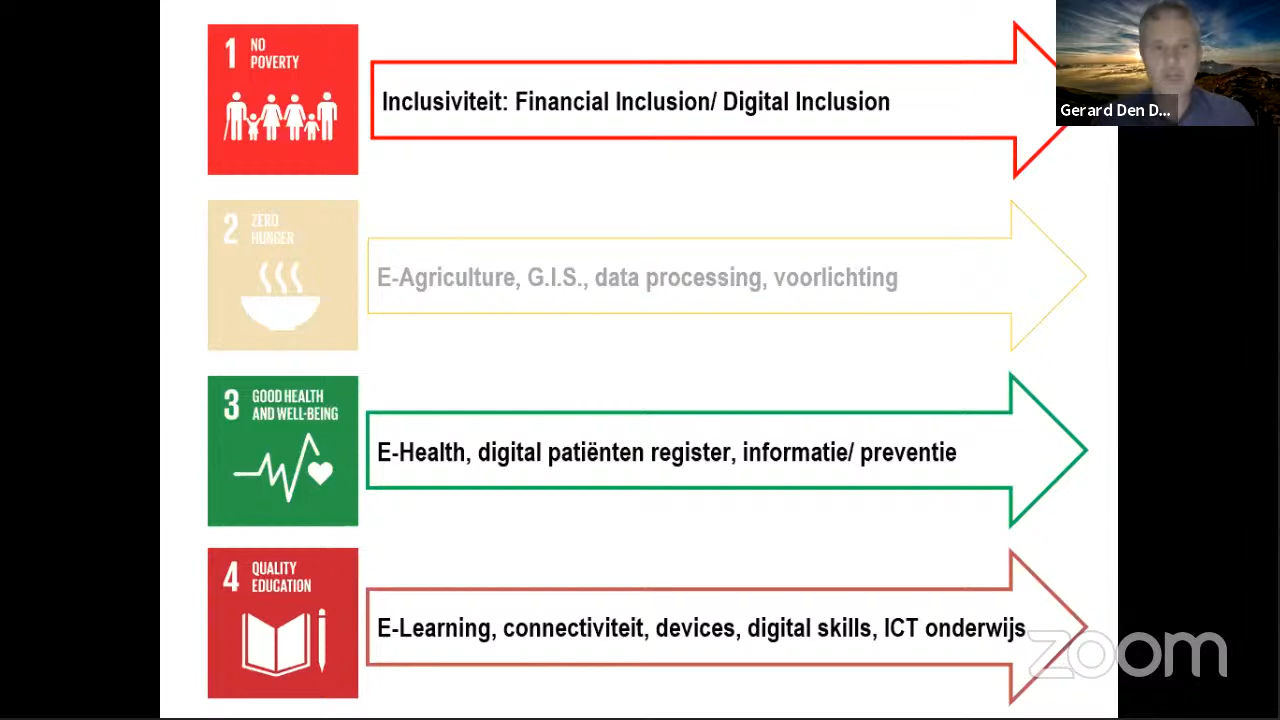 1 NO
POVERTY
Inclusiviteit: Financial Inclusion/ Digital Inclusion
Gerard Den D...
2 ZERO
HUNGER
E-Agriculture, G.I.S., data processing, voorlichting
3 GOOD HEALTH
AND WELL-BEING
E-Health, digital patiënten register, informatie/ preventie
4 QUALITY
EDUCATION
E-Learning, connectiviteit, devices, digital skills, ICT onderwijs
zoom